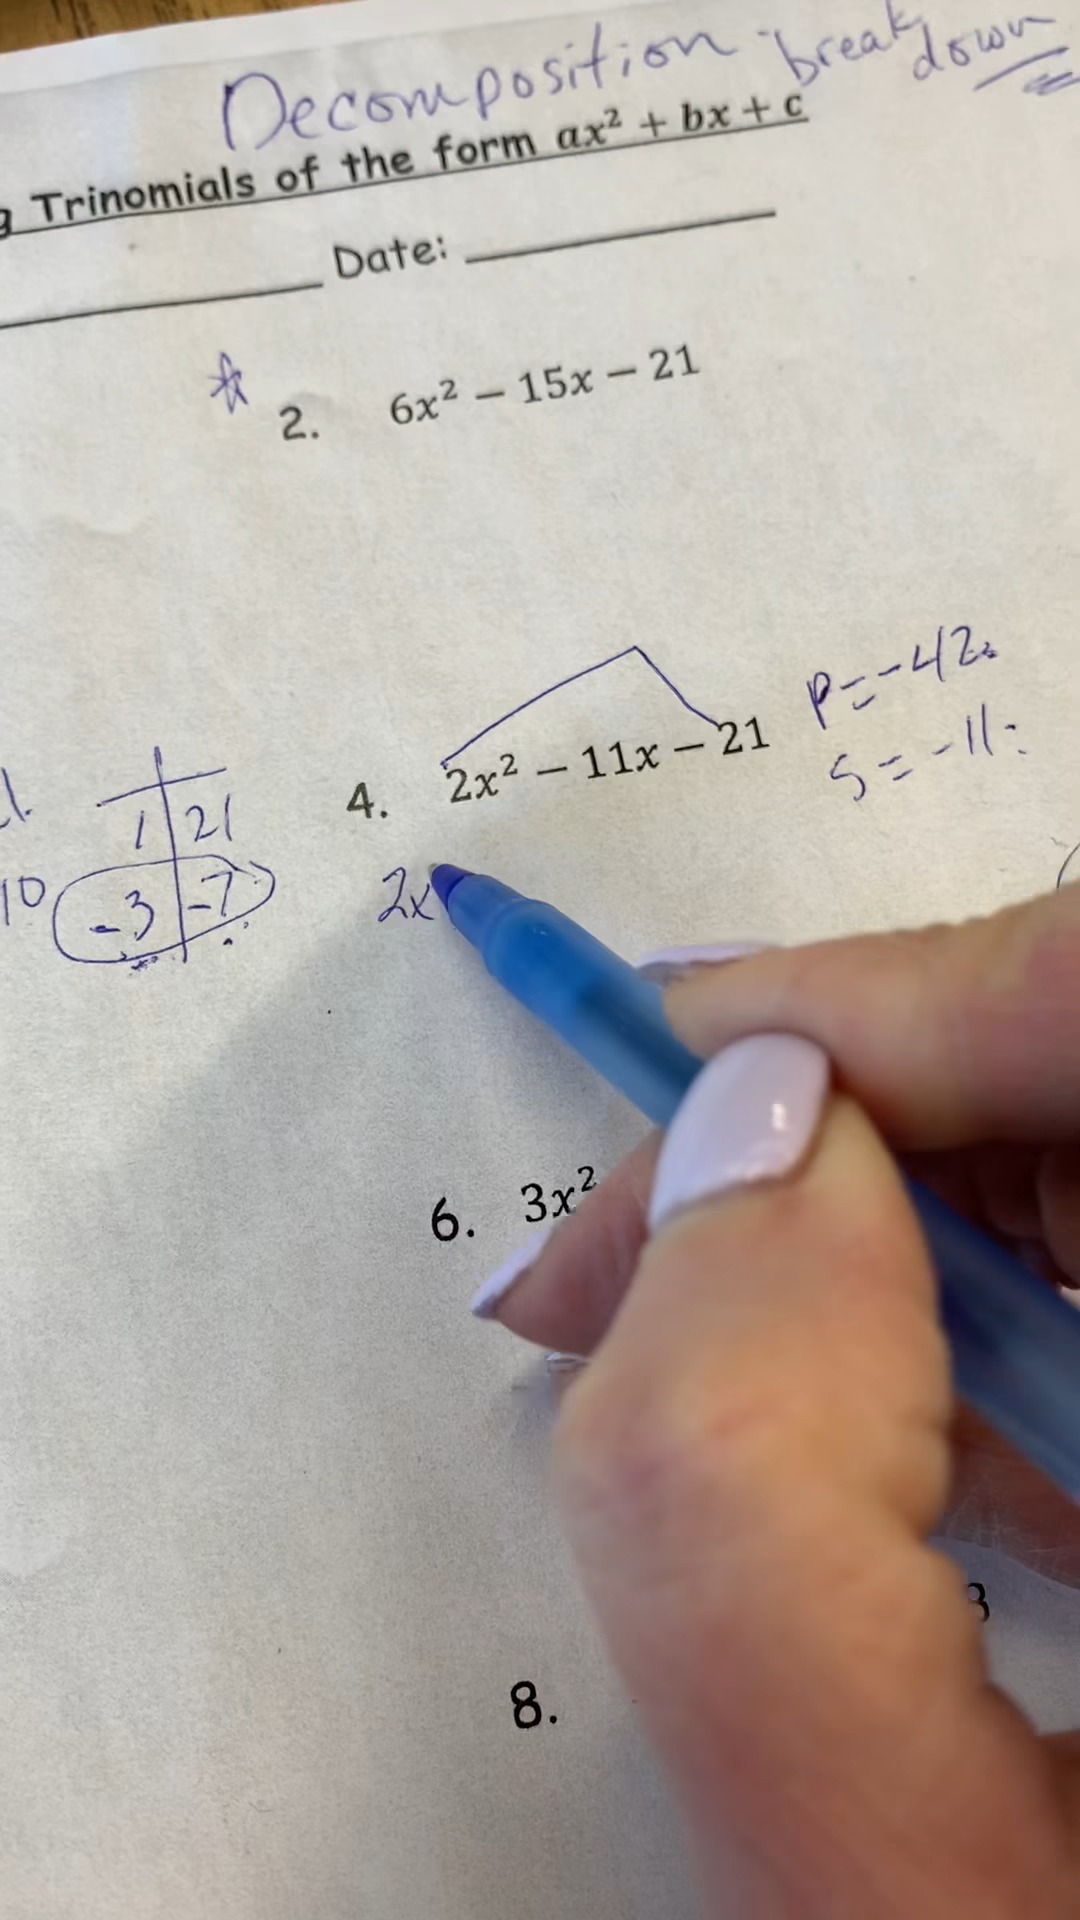 Decomposition - break down
Trinomials of the form ax² + bx + c
Date:
2. 6x² − 15x − 21
P = -42
4. 2x² − 11x − 21
S = -11
1 | 21
10
-3 | -7
2x
6. 3x²
8.